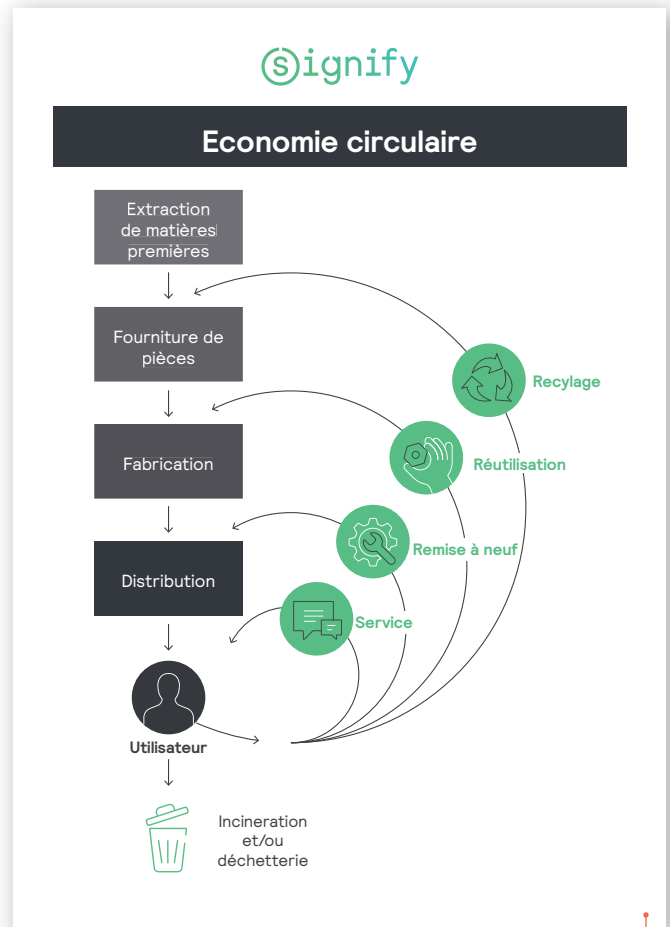 signify
Economie circulaire
Extraction
de matières
premières
Fourniture de
pièces
Recylage
Fabrication
Réutilisation
Remise à neuf
Distribution
Service
Utilisateur
Incineration
et/ou
déchetterie